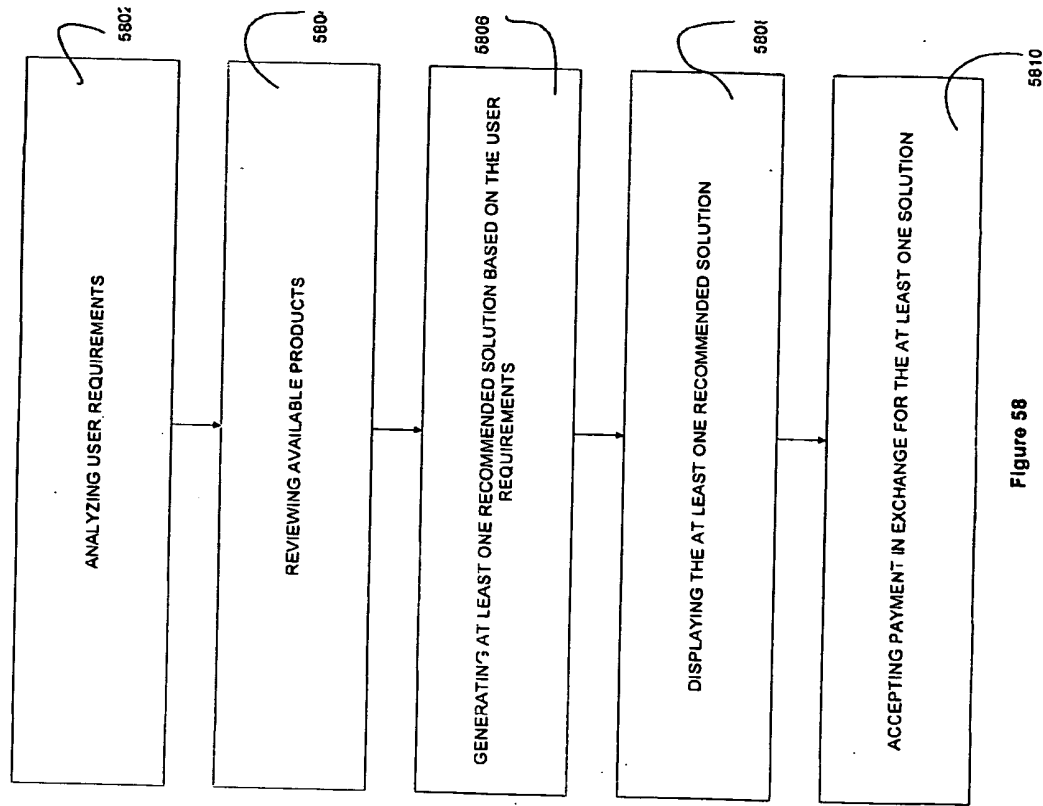 ANALYZING USER REQUIREMENTS
5802
REVIEWING AVAILABLE PRODUCTS
5804
GENERATING AT LEAST ONE RECOMMENDED SOLUTION BASED ON THE USER
REQUIREMENTS
5806
DISPLAYING THE AT LEAST ONE RECOMMENDED SOLUTION
5808
ACCEPTING PAYMENT IN EXCHANGE FOR THE AT LEAST ONE SOLUTION
5810
Figure 58